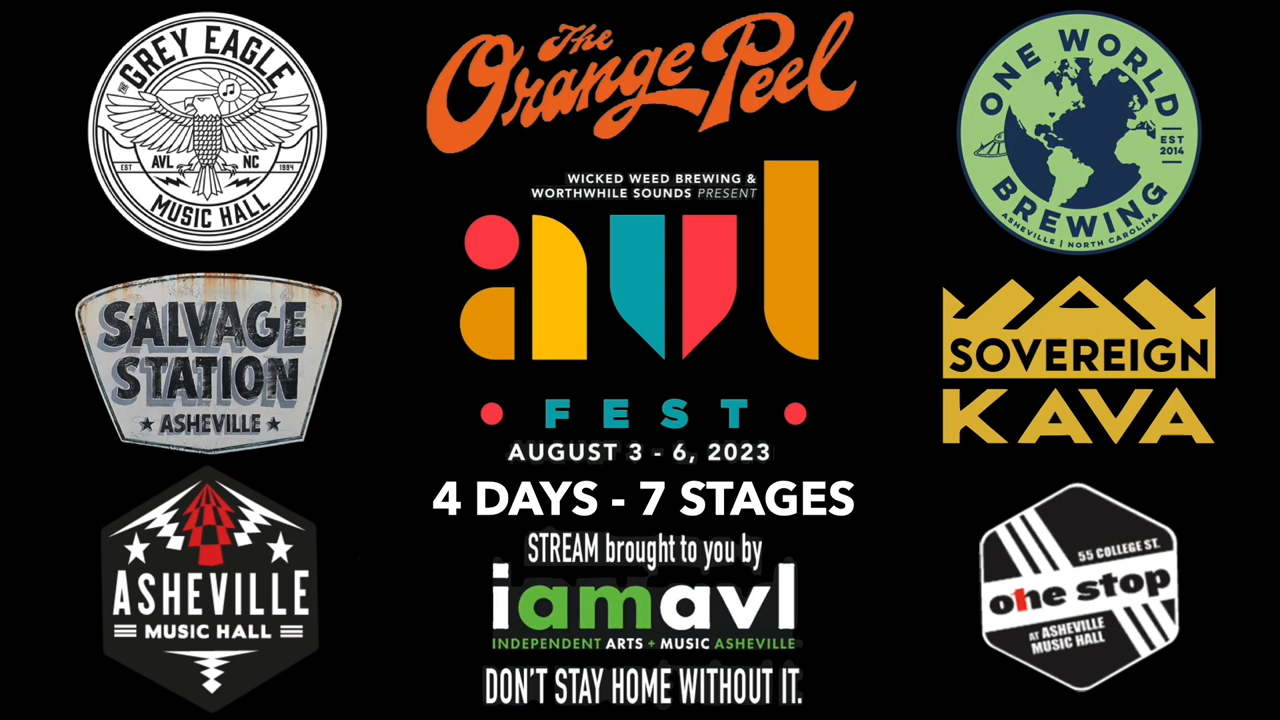 THE
GREY EAGLE
EST
AVL
NC
1994
MUSIC HALL
The
Orange Peel
ONE WORLD
EST
2014
BREWING
ASHEVILLE | NORTH CAROLINA
WICKED WEED BREWING &
WORTHWHILE SOUNDS PRESENT
avl
• FEST •
AUGUST 3 - 6, 2023
4 DAYS - 7 STAGES
SALVAGE
STATION
★ ASHEVILLE ★
SOVEREIGN
KAVA
ASHEVILLE
MUSIC HALL
STREAM brought to you by
iamavl
INDEPENDENT ARTS + MUSIC ASHEVILLE
DON'T STAY HOME WITHOUT IT.
55 COLLEGE ST.
one stop
AT ASHEVILLE
MUSIC HALL